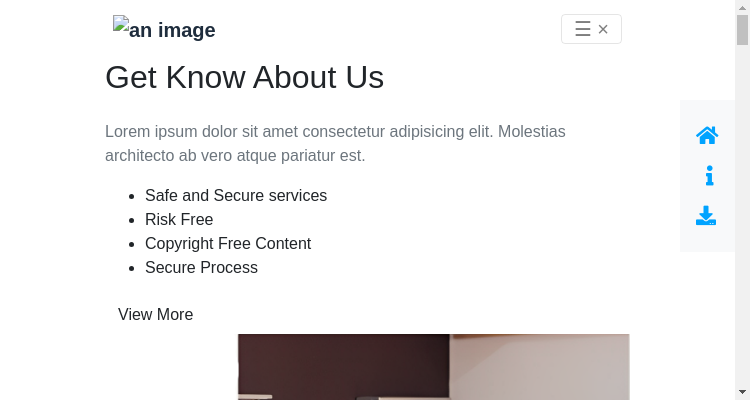 an image
☰ ×
Get Know About Us
Lorem ipsum dolor sit amet consectetur adipisicing elit. Molestias
architecto ab vero atque pariatur est.
Safe and Secure services
Risk Free
Copyright Free Content
Secure Process
View More